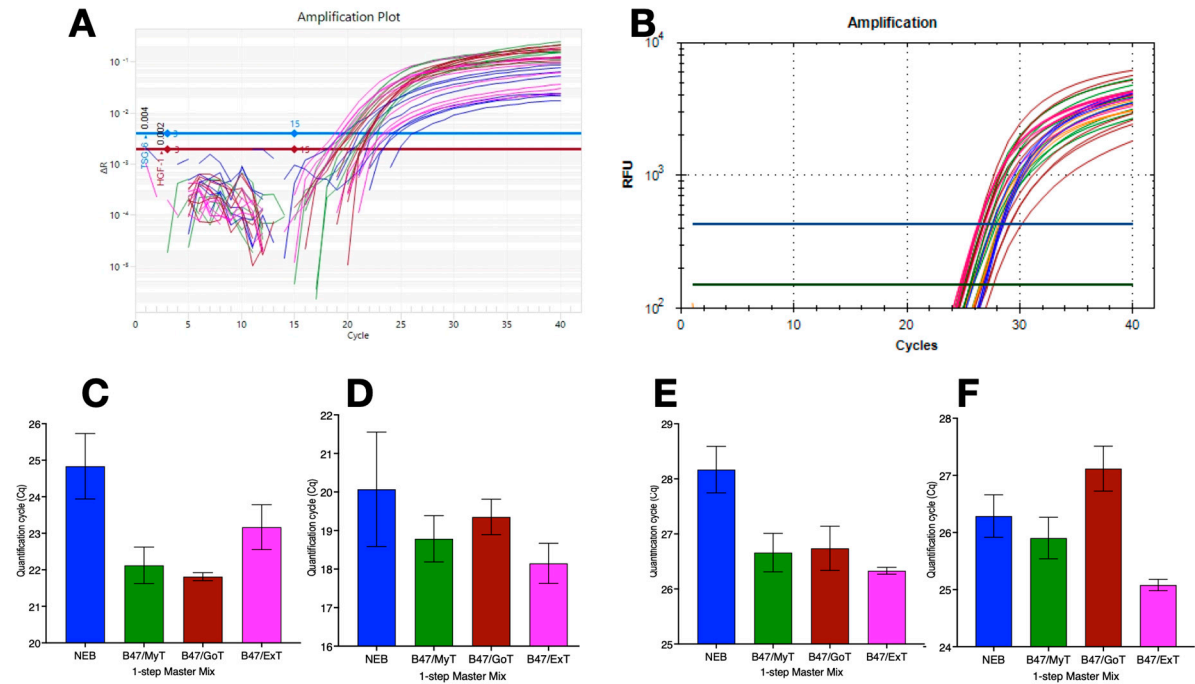 A
Amplification Plot
10⁻¹
10⁻²
10⁻³
10⁻⁴
10⁻⁵
ΔR
TSG-6 0.004
HGF-1 0.002
3
15
3
15
0 5 10 15 20 25 30 35 40
Cycle
B
Amplification
10⁴
10³
10²
RFU
0 10 20 30 40
Cycles
C
26
25
24
23
22
21
20
Quantification cycle (Cq)
NEB B47/MyT B47/GoT B47/ExT
1-step Master Mix
D
22
21
20
19
18
17
16
Quantification cycle (Cq)
NEB B47/MyT B47/GoT B47/ExT
1-step Master Mix
E
29
28
27
26
25
Quantification cycle (Cq)
NEB B47/MyT B47/GoT B47/ExT
1-step Master Mix
F
28
27
26
25
24
Quantification cycle (Cq)
NEB B47/MyT B47/GoT B47/ExT
1-step Master Mix